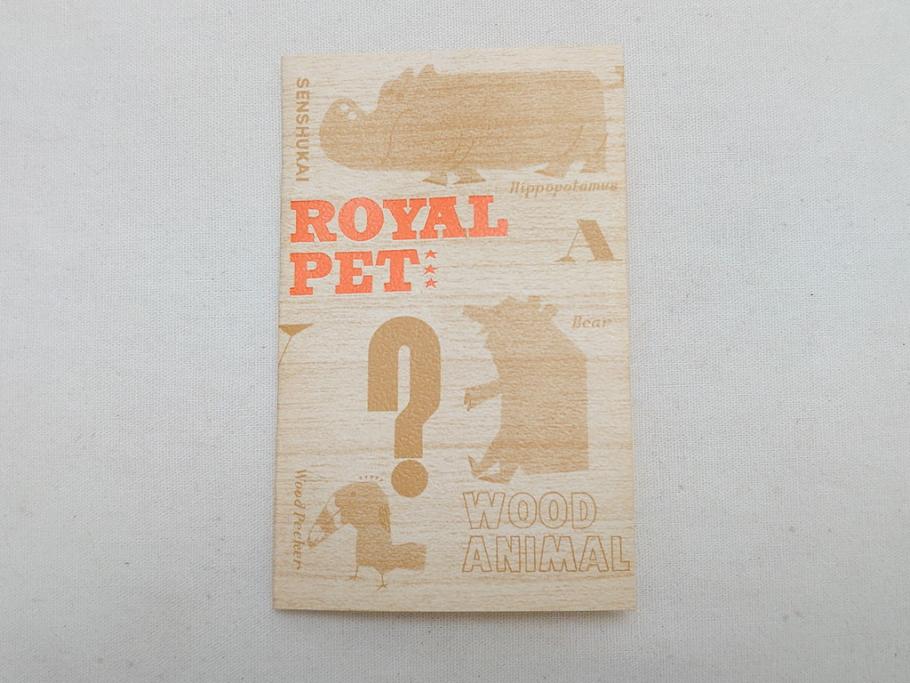 SENSHUKAI
Hippopotamus
ROYAL
PET
A
?
Bear
Wood Pecker
WOOD
ANIMAL